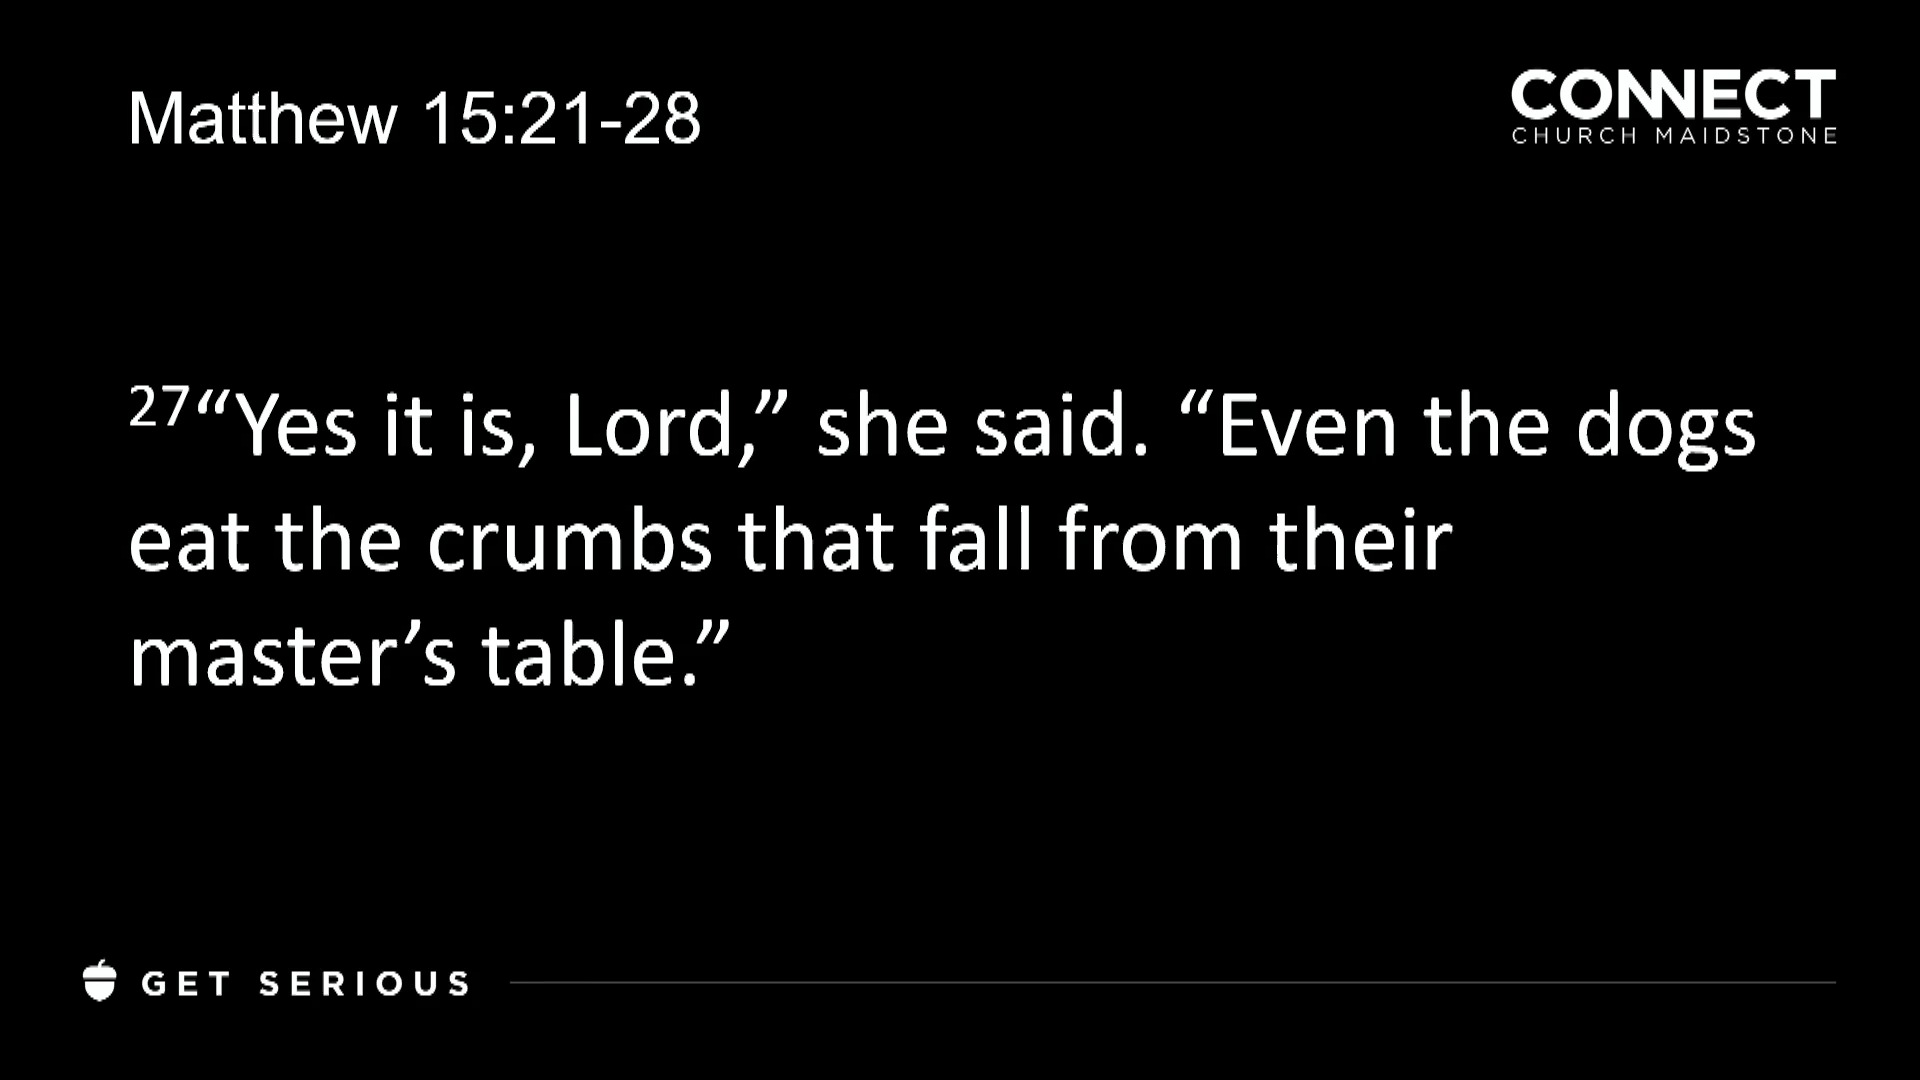 Matthew 15:21-28
CONNECT
CHURCH MAIDSTONE
27“Yes it is, Lord,” she said. “Even the dogs
eat the crumbs that fall from their
master’s table.”
GET SERIOUS